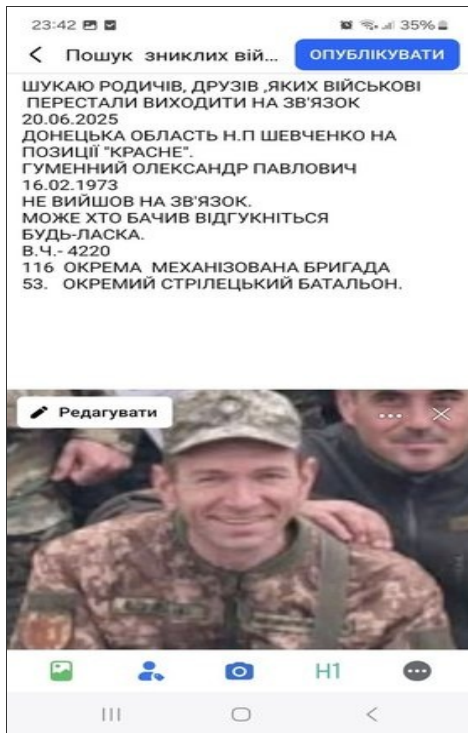 23:42 35%
Пошук зниклих вій... ОПУБЛІКУВАТИ
ШУКАЮ РОДИЧІВ, ДРУЗІВ ,ЯКИХ ВІЙСЬКОВІ
ПЕРЕСТАЛИ ВИХОДИТИ НА ЗВ'ЯЗОК
20.06.2025
ДОНЕЦЬКА ОБЛАСТЬ Н.П ШЕВЧЕНКО НА
ПОЗИЦІЇ "КРАСНЕ".
ГУМЕННИЙ ОЛЕКСАНДР ПАВЛОВИЧ
16.02.1973
НЕ ВИЙШОВ НА ЗВ'ЯЗОК.
МОЖЕ ХТО БАЧИВ ВІДГУКНІТЬСЯ
БУДЬ-ЛАСКА.
В.Ч.- 4220
116 ОКРЕМА МЕХАНІЗОВАНА БРИГАДА
53. ОКРЕМИЙ СТРІЛЕЦЬКИЙ БАТАЛЬОН.
Редагувати
H1